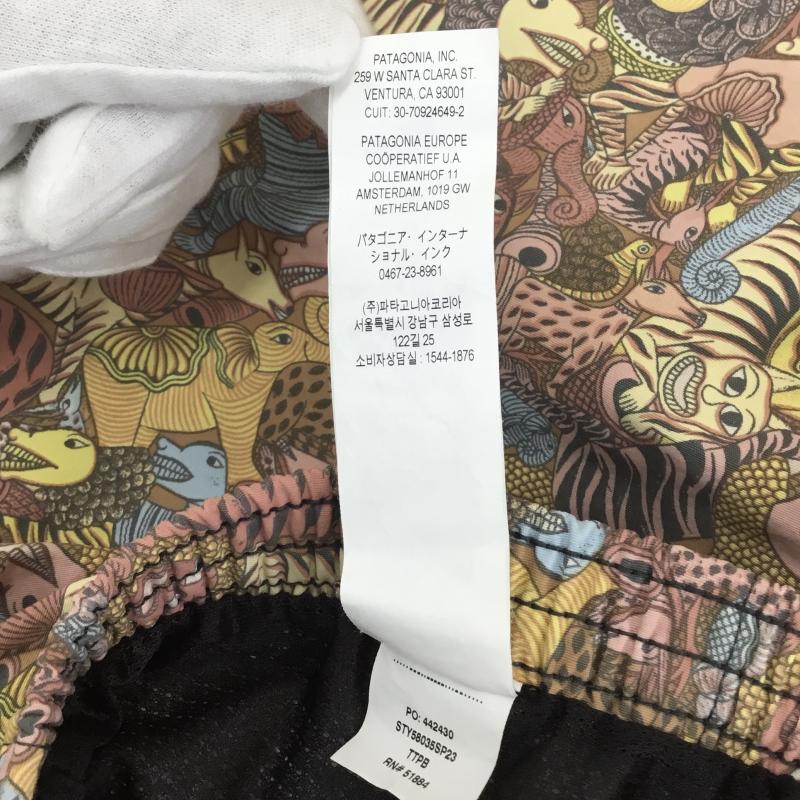 PATAGONIA, INC.
259 W SANTA CLARA ST.
VENTURA, CA 93001
CUIT: 30-70924649-2
PATAGONIA EUROPE
COÖPERATIEF U.A.
JOLLEMANHOF 11
AMSTERDAM, 1019 GW
NETHERLANDS
パタゴニア・インターナ
ショナル・インク
0467-23-8961
(주)파타고니아코리아
서울특별시 강남구 삼성로
122길 25
소비자상담실 : 1544-1876
PO: 442430
STY58035SP23
TTPB
RN# 51884